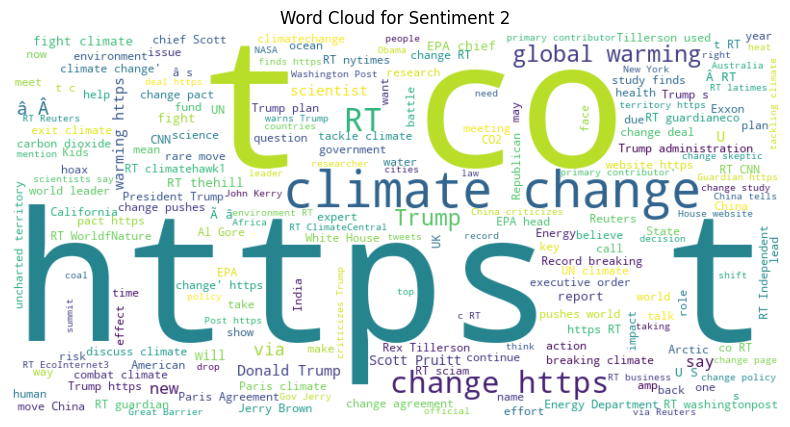 Word Cloud for Sentiment 2
fight climate
chief Scott
climatechange
people
EPA chief
primary contributor
Tillerson used
t RT
year
now
environment
issue
NASA
ocean
change RT
Obama
global warming
right
heat
climate change'
â s
finds https
RT nytimes
New York
Australia
meet
t c
deal https
Washington Post
research
study finds
Â RT
RT latimes
help
change pact
scientist
want
battle
health
Trump s
territory https
tackling climate
â Â
fund
UN
Trump plan
warns Trump
RT
may
due
RT guardianeco
exit climate
fight
countries
tackle climate
meeting
face
Exxon
plan
carbon dioxide
CNN
science
question
government
CO2
Republican
change deal
U
mention
Kids
mean
rare move
researcher
water
website https
Trump administration
change skeptic
scientists say
hoax
RT climatehawk1
leader
cities
law
primary contributor
RT CNN
Guardian https
world leader
President Trump
John Kerry
climate change
change study
uncharted territory
warming https
t co
California
change pushes
Â â
environment RT
expert
Trump
China criticizes
Reuters
China
China tells
House website
pact https
Al Gore
Africa
RT ClimateCentral
EPA head
State
decision
RT WorldfNature
White House
tweets
record
UK
Energy
believe
key
call
RT Independent
lead
RT thehill
EPA
change' https
India
criticizes Trump
https t
UN climate
Record breaking
executive order
shift
coal
policy
top
pushes world
report
world
role
summit
effect
time
Post https
take
c RT
https RT
talk
impact
taking
show
discuss climate
will
via
make
Rex Tillerson
action
Arctic
co RT
RT EcoInternet3
risk
drop
Donald Trump
Scott Pruitt
continue
think
breaking climate
say
change page
way
combat climate
American
Paris climate
RT sciam
U S
RT business
change policy
human
Trump https
new
Paris Agreement
Gov Jerry
change https
name
amp
back
one
s
move China
RT guardian
Great Barrier
Jerry Brown
change agreement
official
effort
Energy Department
RT washingtonpost
via Reuters